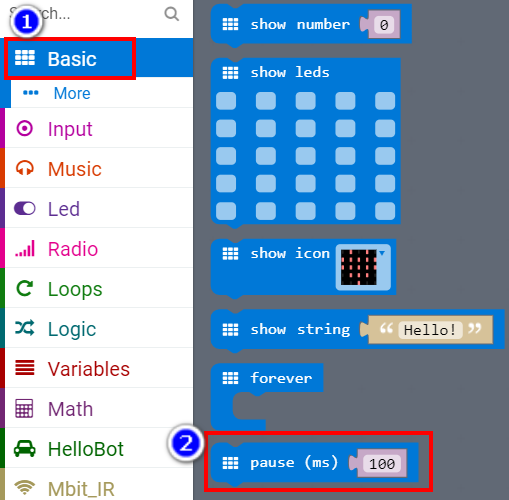 Search...
1
Basic
More
Input
Music
Led
Radio
Loops
Logic
Variables
Math
HelloBot
Mbit_IR
show number 0
show leds
show icon
show string “ Hello! ”
forever
2
pause (ms) 100